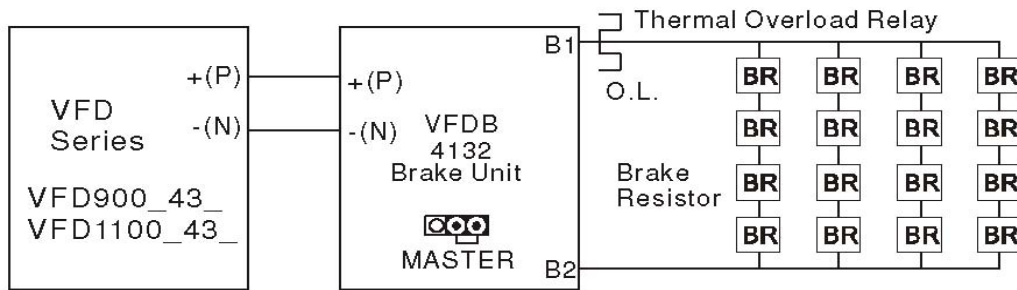 VFD
Series
VFD900_43_
VFD1100_43_
+(P)
-(N)
+(P)
-(N)
VFDB
4132
Brake Unit
MASTER
B1
B2
Thermal Overload Relay
O.L.
Brake
Resistor
BR BR BR BR
BR BR BR BR
BR BR BR BR
BR BR BR BR